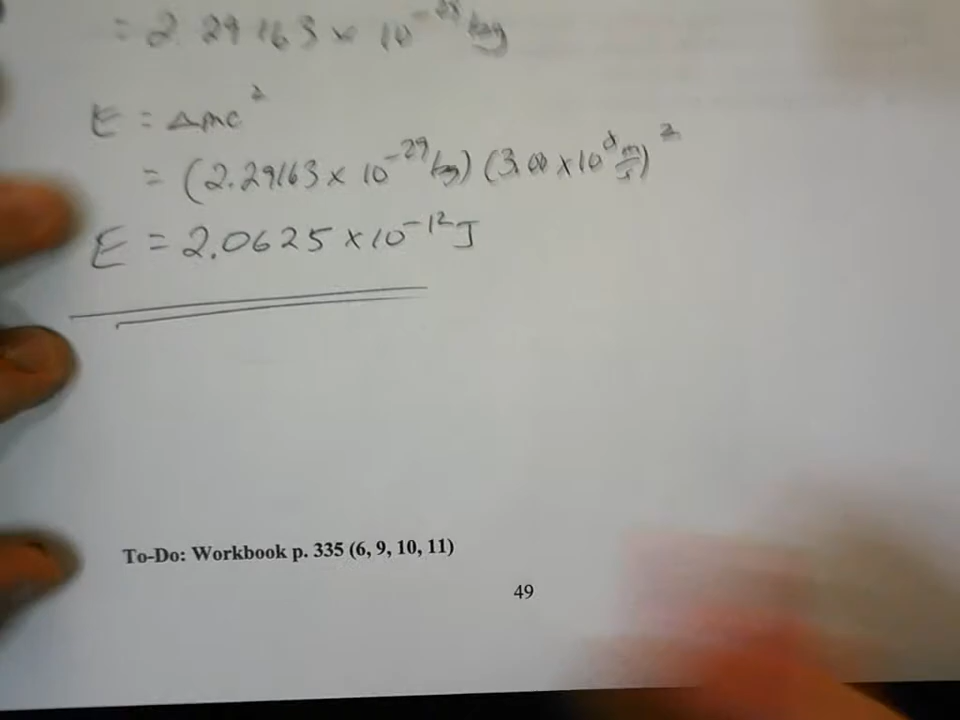 = 2.29163 × 10⁻²⁹ kg
E = Δmc²
= (2.29163 × 10⁻²⁹ kg) (3.00 × 10⁸ m/s)²
E = 2.0625 × 10⁻¹² J
To-Do: Workbook p. 335 (6, 9, 10, 11)
49